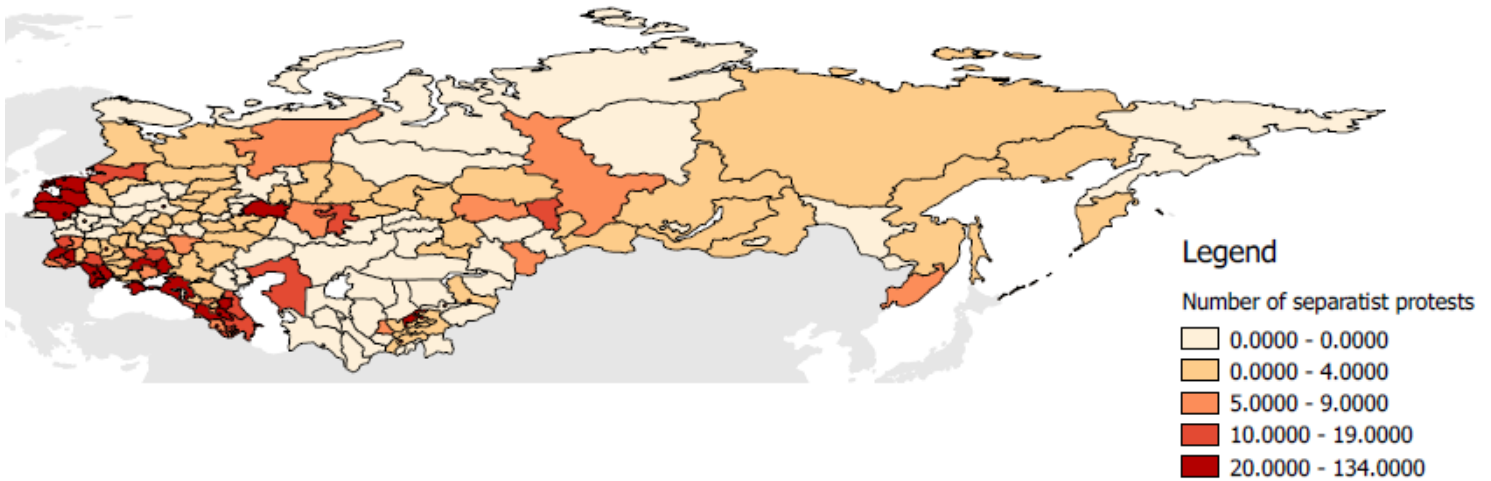 Legend
Number of separatist protests
0.0000 - 0.0000
0.0000 - 4.0000
5.0000 - 9.0000
10.0000 - 19.0000
20.0000 - 134.0000